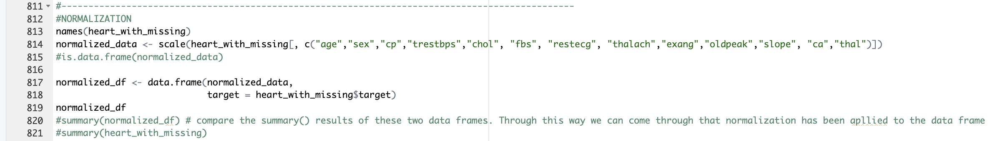 811 #-----------------------------------------------------------------------------------------------
812 #NORMALIZATION
813 names(heart_with_missing)
814 normalized_data <- scale(heart_with_missing[, c("age","sex","cp","trestbps","chol", "fbs", "restecg", "thalach","exang","oldpeak","slope", "ca","thal")])
815 #is.data.frame(normalized_data)
816
817 normalized_df <- data.frame(normalized_data,
818                             target = heart_with_missing$target)
819 normalized_df
820 #summary(normalized_df) # compare the summary() results of these two data frames. Through this way we can come through that normalization has been apllied to the data frame
821 #summary(heart_with_missing)